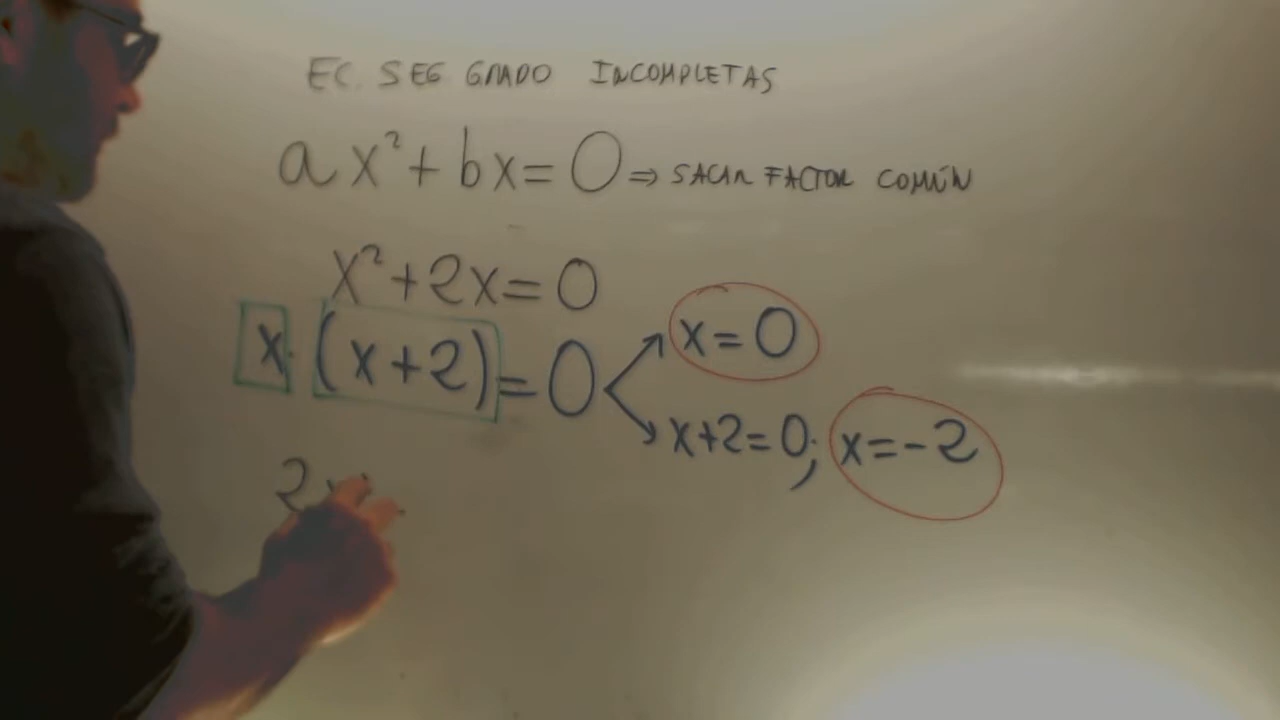 EC. SEG GRADO INCOMPLETAS
ax²+bx=0 ⇒ SACAR FACTOR COMÚN
x²+2x=0
x·(x+2)=0
x=0
x+2=0; x=-2
2x